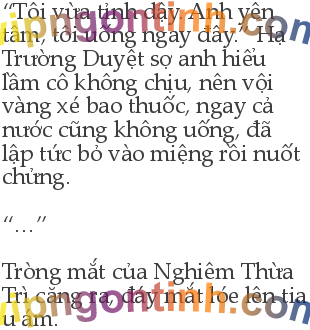 “Tôi vừa tỉnh dậy. Anh yên
tâm, tôi uống ngay đây.” Hạ
Trường Duyệt sợ anh hiểu
lầm cô không chịu, nên vội
vàng xé bao thuốc, ngay cả
nước cũng không uống, đã
lập tức bỏ vào miệng rồi nuốt
chửng.
“…”
Tròng mắt của Nghiêm Thừa
Trì căng ra, đáy mắt lóe lên tia
u ám.
vipngontinh.com
vipngontinh.com